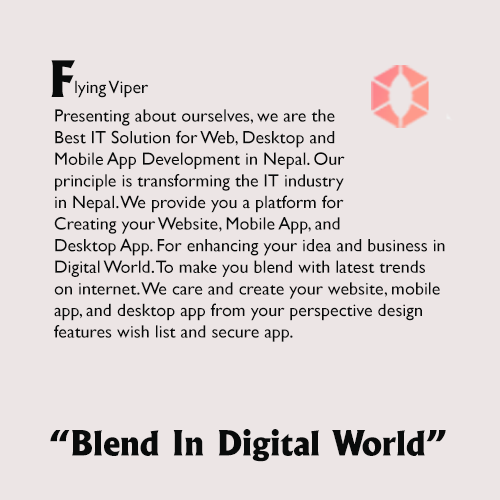 Flying Viper
Presenting about ourselves, we are the
Best IT Solution for Web, Desktop and
Mobile App Development in Nepal. Our
principle is transforming the IT industry
in Nepal. We provide you a platform for
Creating your Website, Mobile App, and
Desktop App. For enhancing your idea and business in
Digital World. To make you blend with latest trends
on internet. We care and create your website, mobile
app, and desktop app from your perspective design
features wish list and secure app.
“Blend In Digital World”